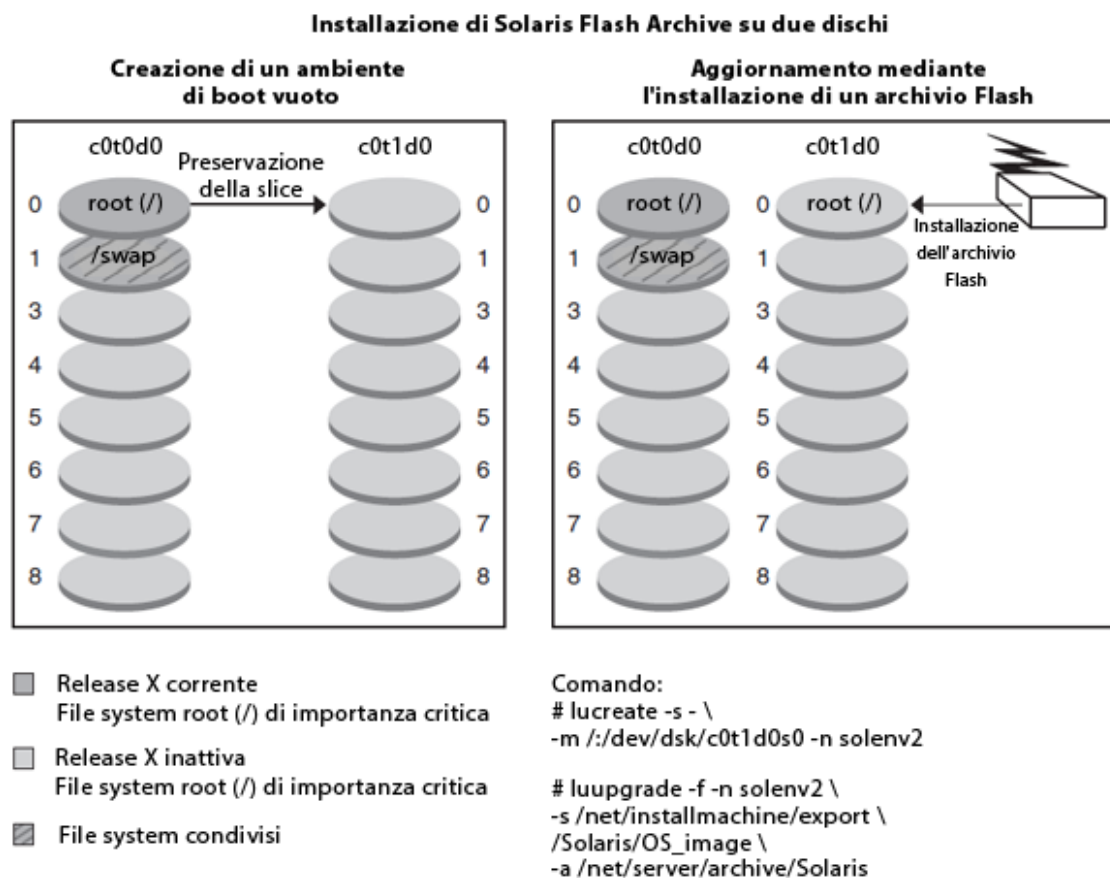 Installazione di Solaris Flash Archive su due dischi
Creazione di un ambiente
di boot vuoto
c0t0d0
c0t1d0
Preservazione
della slice
0
root (/)
0
1
/swap
1
3
3
4
4
5
5
6
6
7
7
8
8
Aggiornamento mediante
l'installazione di un archivio Flash
c0t0d0
c0t1d0
0
root (/)
0
root (/)
Installazione
dell'archivio
Flash
1
/swap
1
3
3
4
4
5
5
6
6
7
7
8
8
Release X corrente
File system root (/) di importanza critica
Release X inattiva
File system root (/) di importanza critica
File system condivisi
Comando:
# lucreate -s - \
-m /:/dev/dsk/c0t1d0s0 -n solenv2
# luupgrade -f -n solenv2 \
-s /net/installmachine/export \
/Solaris/OS_image \
-a /net/server/archive/Solaris